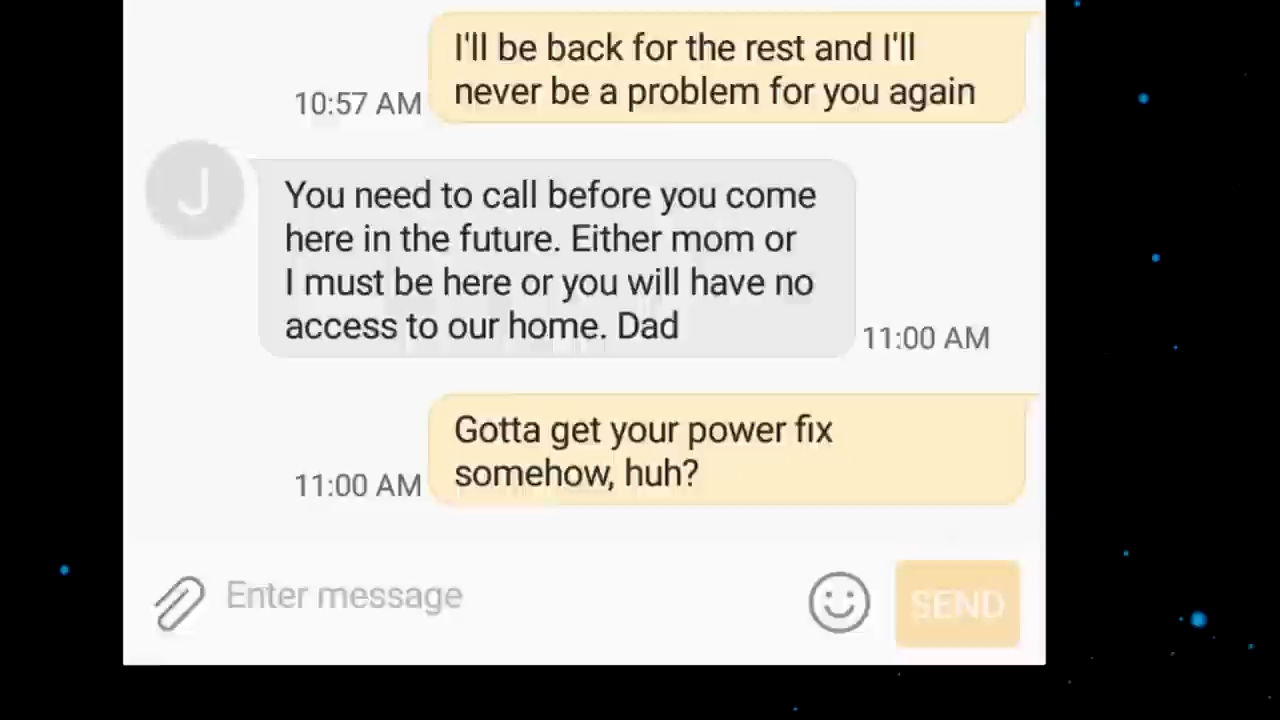 I'll be back for the rest and I'll
never be a problem for you again
10:57 AM
J
You need to call before you come
here in the future. Either mom or
I must be here or you will have no
access to our home. Dad
11:00 AM
Gotta get your power fix
somehow, huh?
11:00 AM
Enter message
SEND